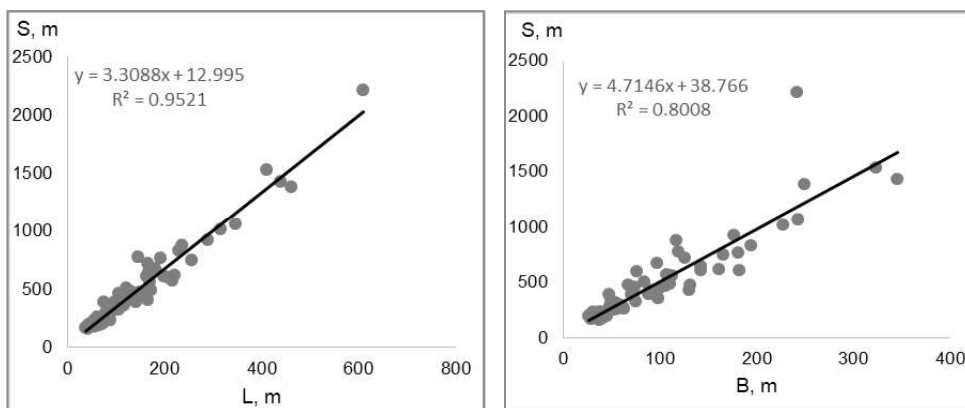 S, m
2500
y = 3.3088x + 12.995
R² = 0.9521
2000
1500
1000
500
0
0 200 400 600 800
L, m
S, m
2500
y = 4.7146x + 38.766
R² = 0.8008
2000
1500
1000
500
0
0 100 200 300 400
B, m